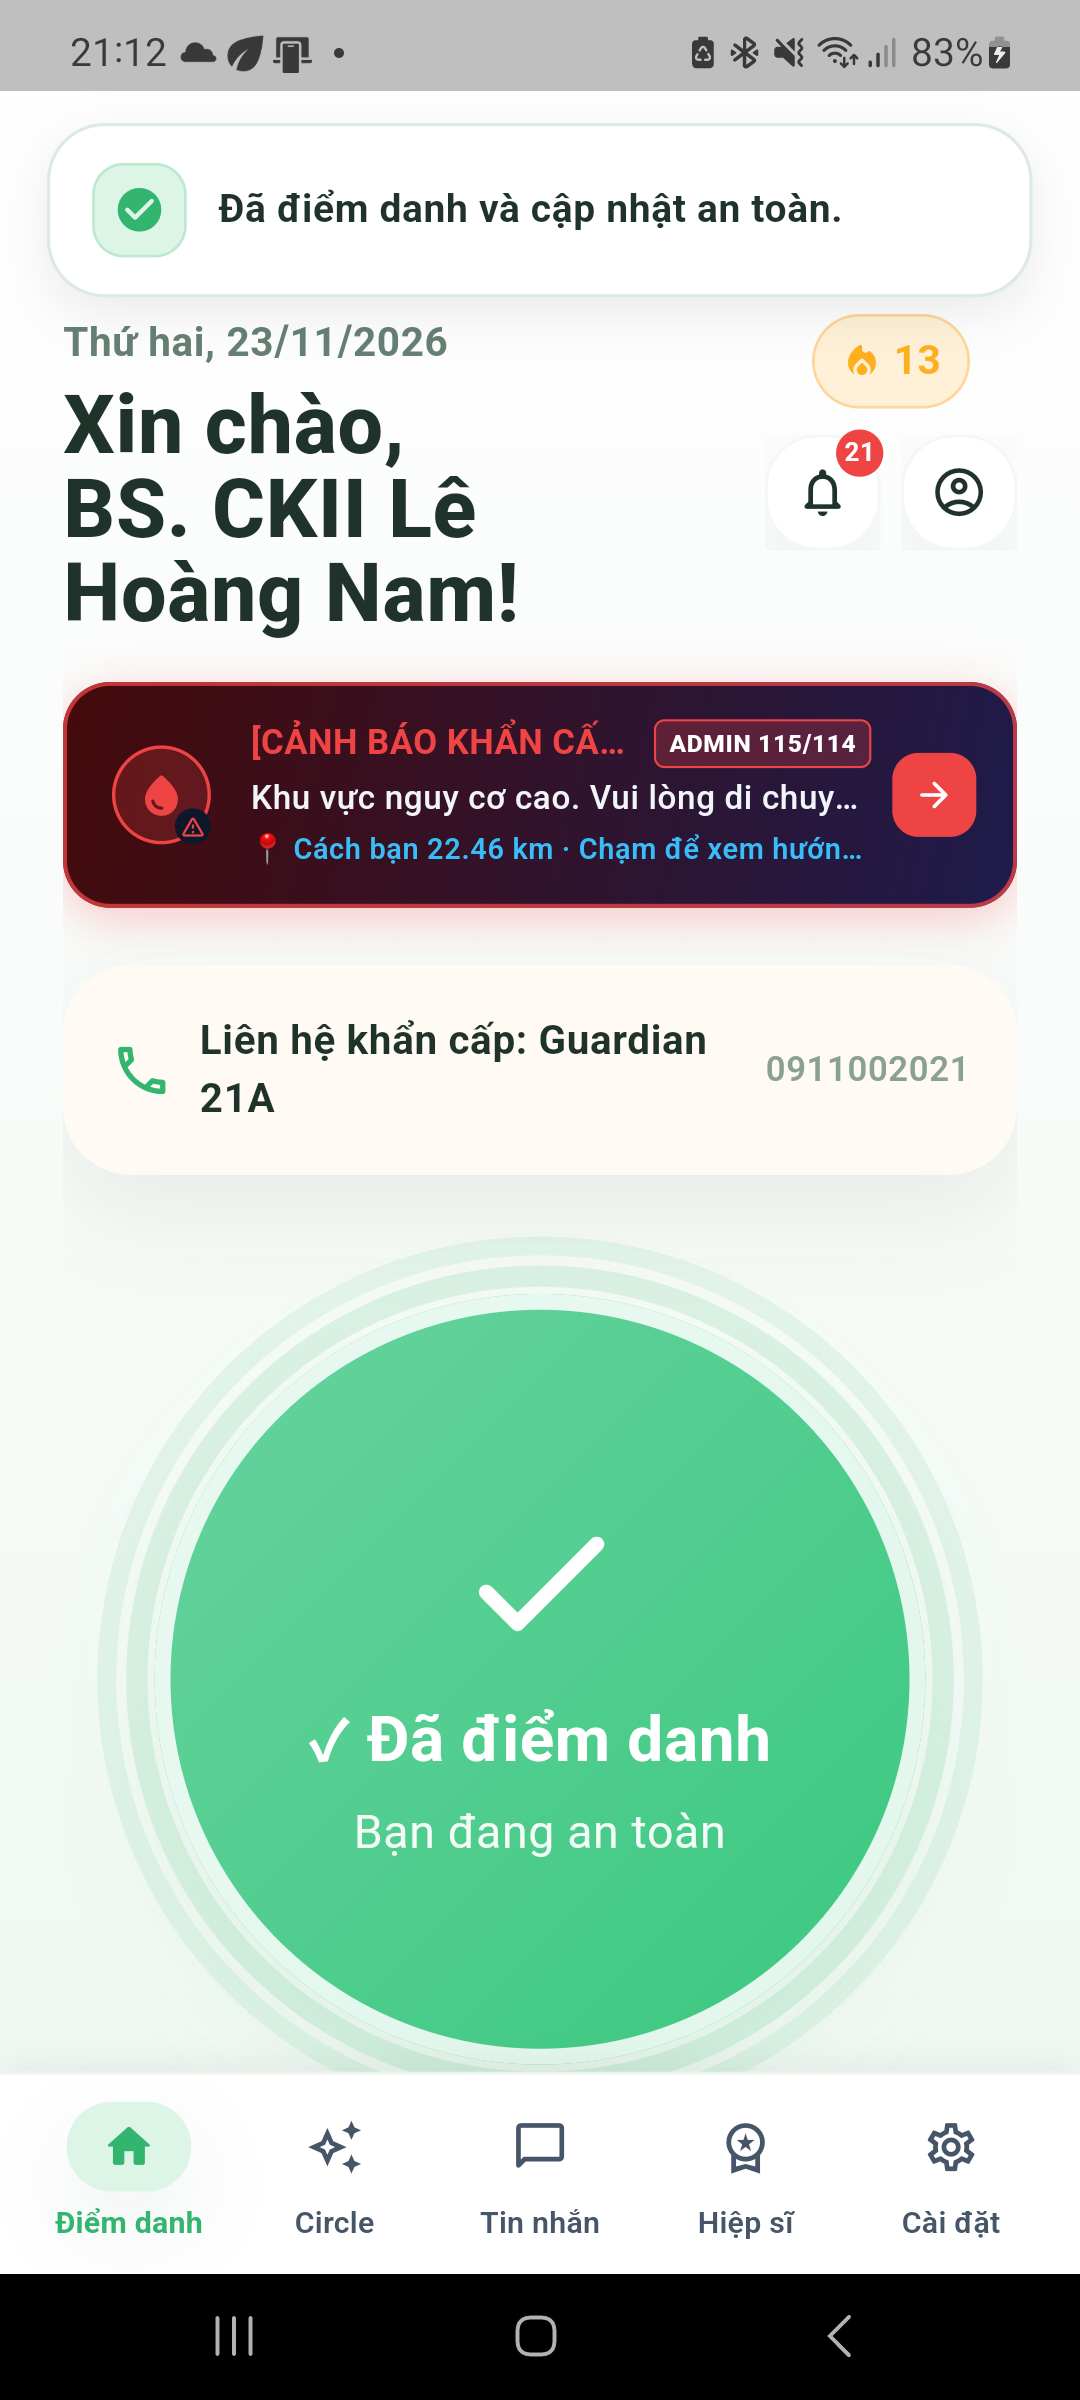 21:12
83%
Đã điểm danh và cập nhật an toàn.
Thứ hai, 23/11/2026
13
Xin chào,
BS. CKII Lê
Hoàng Nam!
21
[CẢNH BÁO KHẨN CẤ...
ADMIN 115/114
Khu vực nguy cơ cao. Vui lòng di chuy...
📍 Cách bạn 22.46 km · Chạm để xem hướn...
Liên hệ khẩn cấp: Guardian
21A
0911002021
✓ Đã điểm danh
Bạn đang an toàn
Điểm danh
Circle
Tin nhắn
Hiệp sĩ
Cài đặt